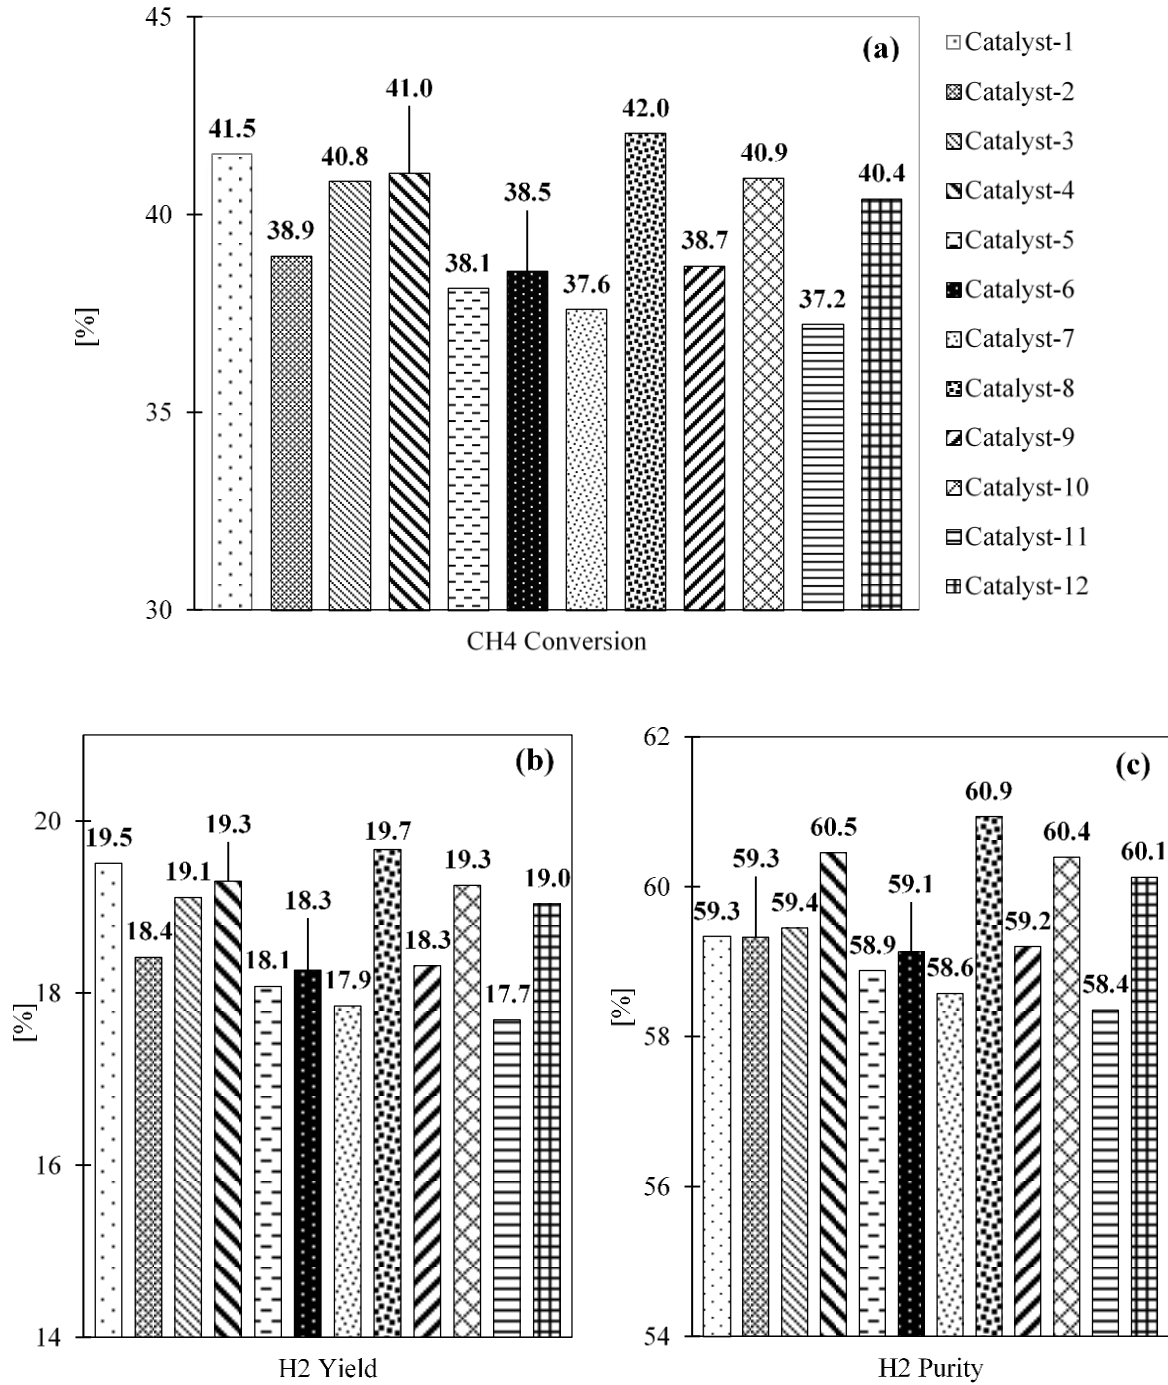 45
(a)
41.5
38.9
40.8
41.0
38.1
38.5
37.6
42.0
38.7
40.9
37.2
40.4
40
35
30
[%]
CH4 Conversion
Catalyst-1
Catalyst-2
Catalyst-3
Catalyst-4
Catalyst-5
Catalyst-6
Catalyst-7
Catalyst-8
Catalyst-9
Catalyst-10
Catalyst-11
Catalyst-12
(b)
20
18
16
14
[%]
19.5
18.4
19.1
19.3
18.1
18.3
17.9
19.7
18.3
19.3
17.7
19.0
H2 Yield
62
(c)
60
58
56
54
[%]
59.3
59.3
59.4
60.5
58.9
59.1
58.6
60.9
59.2
60.4
58.4
60.1
H2 Purity